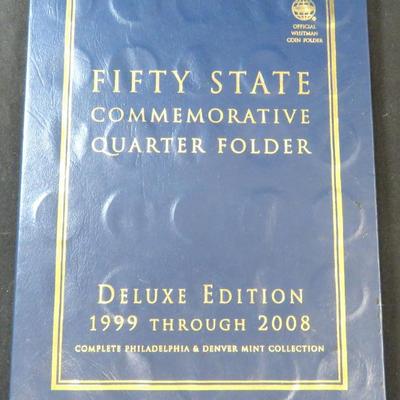 OFFICIAL
WHITMAN
COIN FOLDER
FIFTY STATE
COMMEMORATIVE
QUARTER FOLDER
DELUXE EDITION
1999 THROUGH 2008
COMPLETE PHILADELPHIA & DENVER MINT COLLECTION